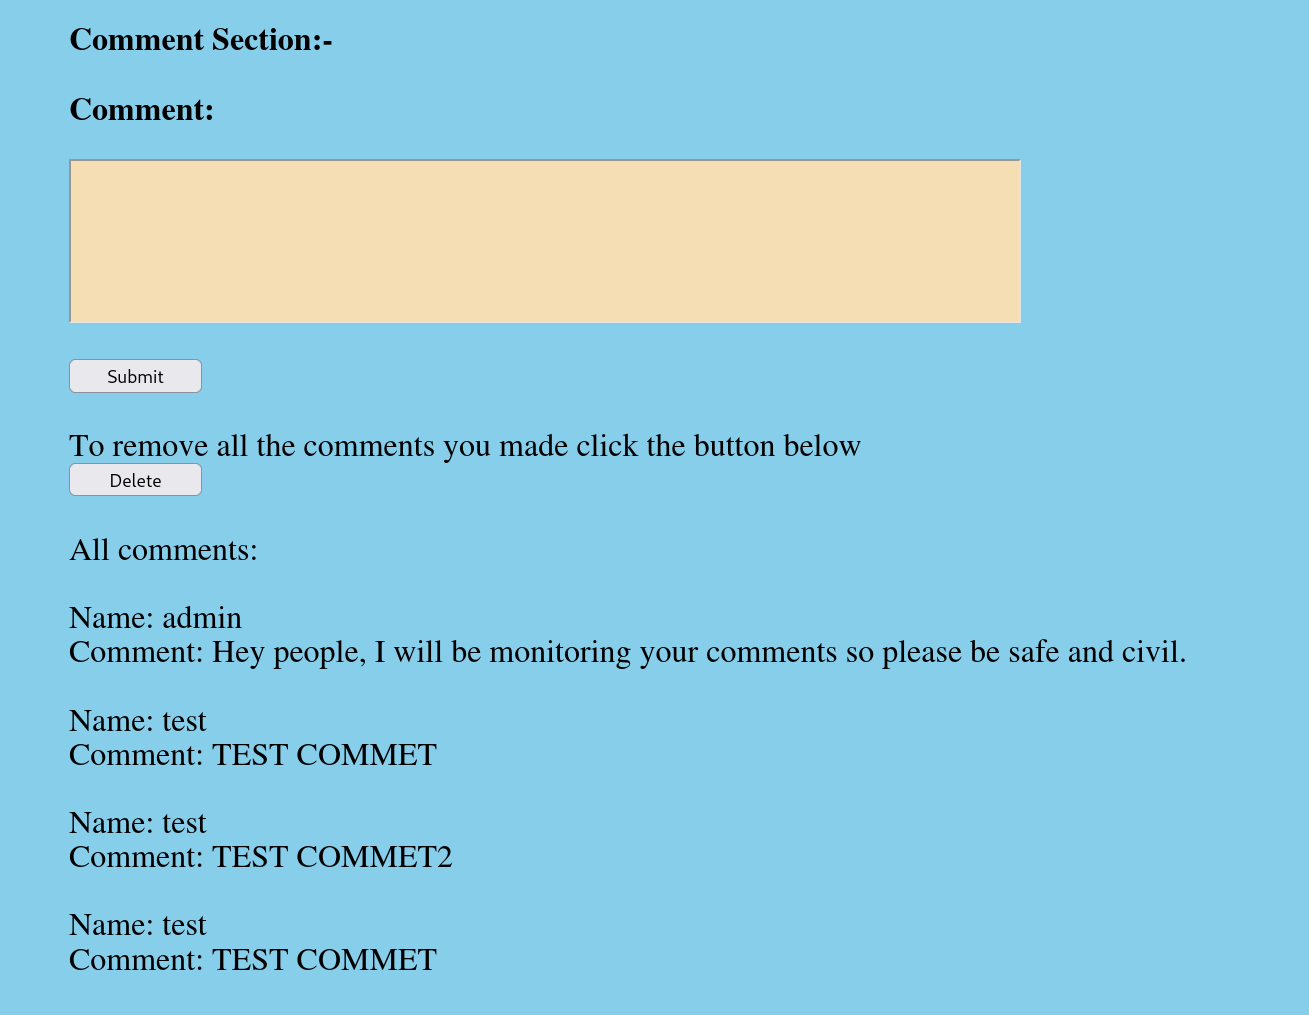 Comment Section:-
Comment:
Submit
To remove all the comments you made click the button below
Delete
All comments:
Name: admin
Comment: Hey people, I will be monitoring your comments so please be safe and civil.
Name: test
Comment: TEST COMMET
Name: test
Comment: TEST COMMET2
Name: test
Comment: TEST COMMET